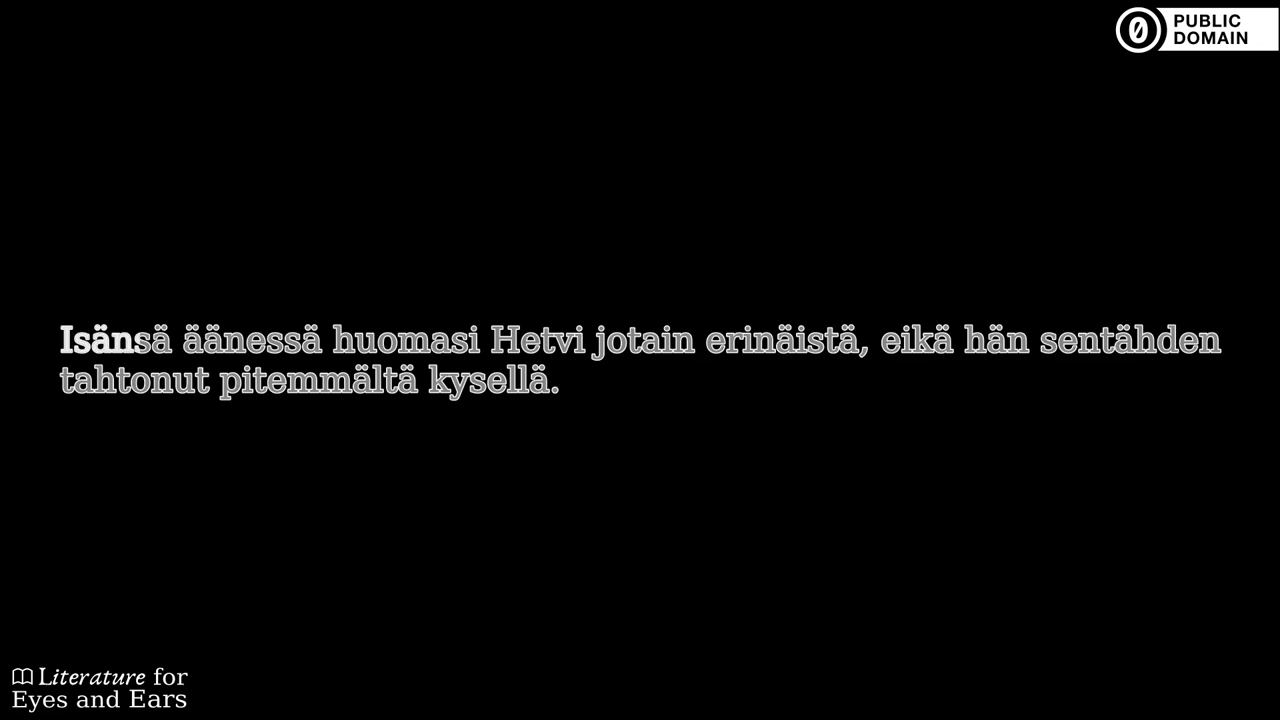 PUBLIC
DOMAIN
Isänsä äänessä huomasi Hetvi jotain erinäistä, eikä hän sentähden
tahtonut pitemmältä kysellä.
Literature for
Eyes and Ears